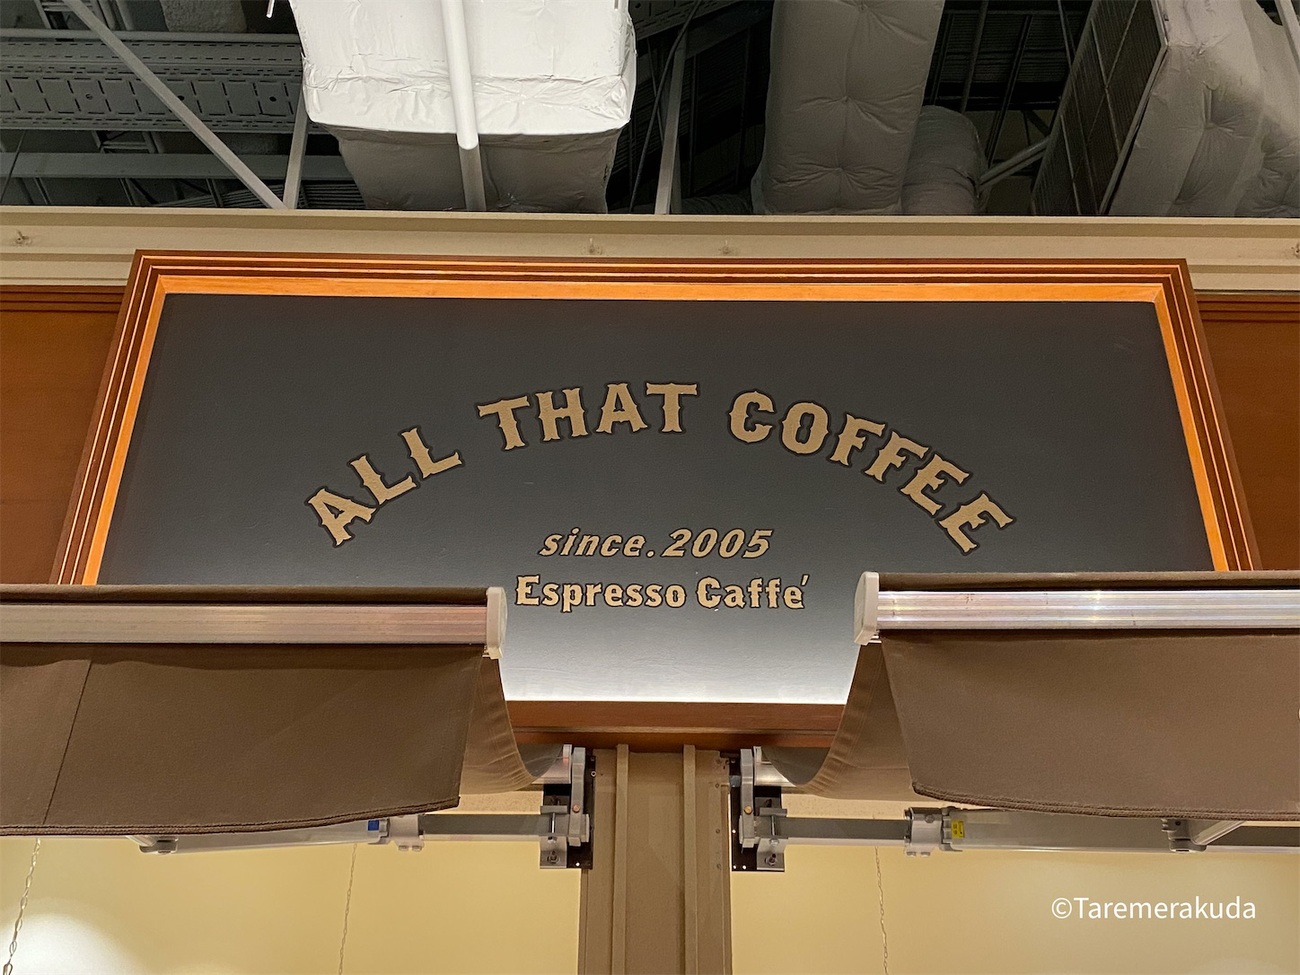 ALL THAT COFFEE
since.2005
Espresso Caffe'
©Taremerakuda